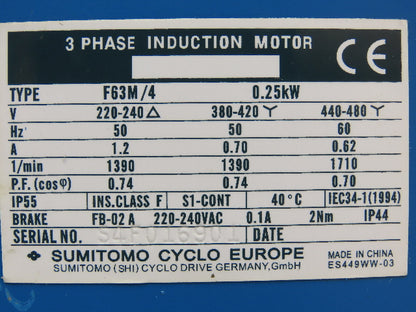 3 PHASE INDUCTION MOTOR
CE
TYPE F63M/4 0.25kW
V 220-240 △ 380-420 Y 440-480 Y
Hz 50 50 60
A 1.2 0.70 0.62
1/min 1390 1390 1710
P.F. (cosφ) 0.74 0.74 0.70
IP55 INS.CLASS F S1-CONT 40°C IEC34-1(1994)
BRAKE FB-02A 220-240VAC 0.1A 2Nm IP44
SERIAL NO. S4F016901 DATE
SUMITOMO CYCLO EUROPE
SUMITOMO (SHI) CYCLO DRIVE GERMANY,GmbH
MADE IN CHINA
ES449WW-03